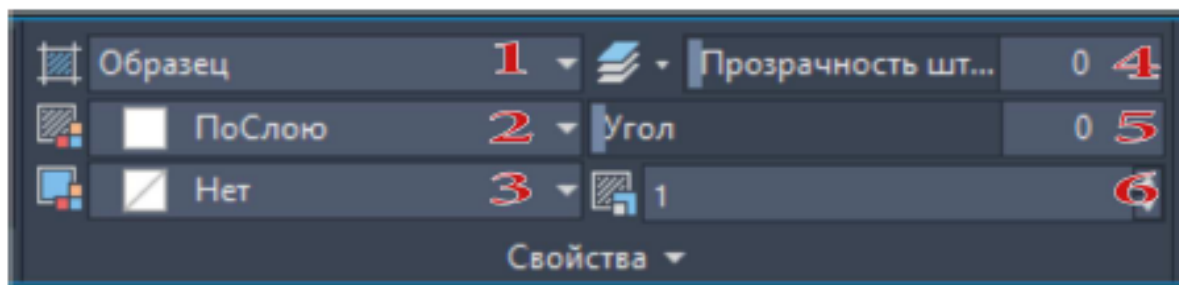 Образец 1 Прозрачность шт... 0 4
ПоСлою 2 Угол 0 5
Нет 3 1 6
Свойства